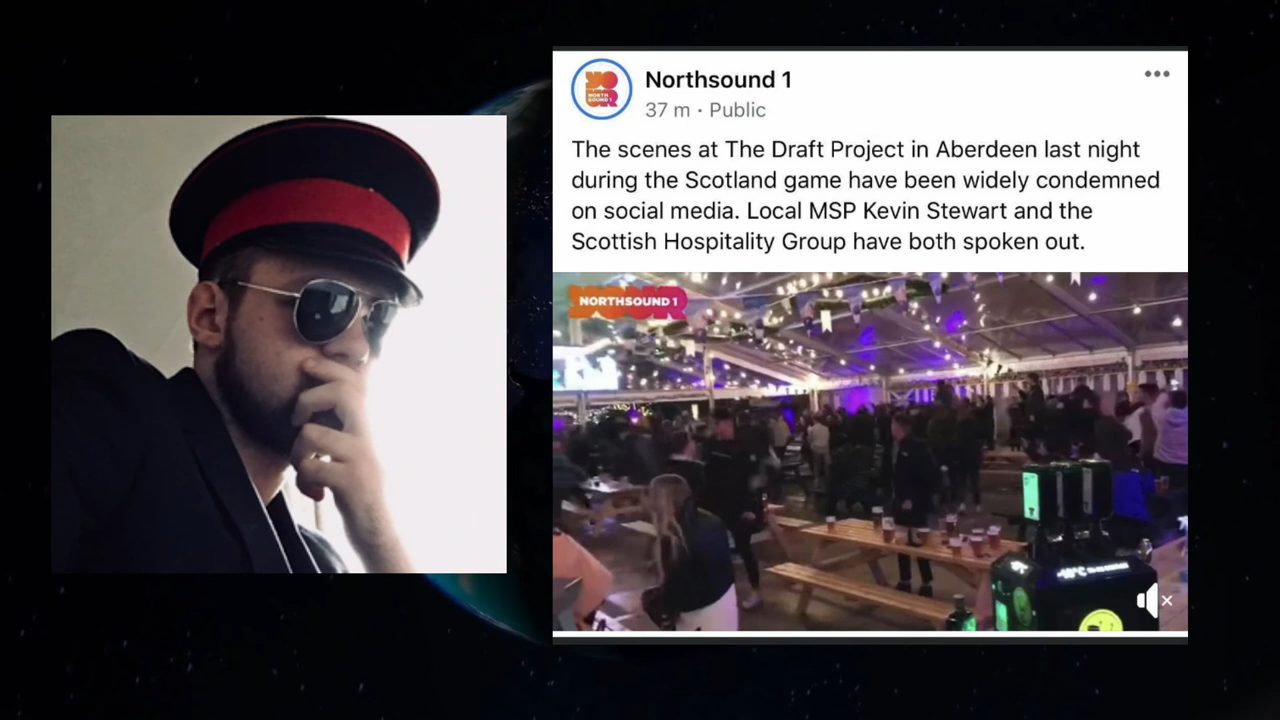 Northsound 1
37 m · Public
The scenes at The Draft Project in Aberdeen last night
during the Scotland game have been widely condemned
on social media. Local MSP Kevin Stewart and the
Scottish Hospitality Group have both spoken out.
NORTHSOUND 1